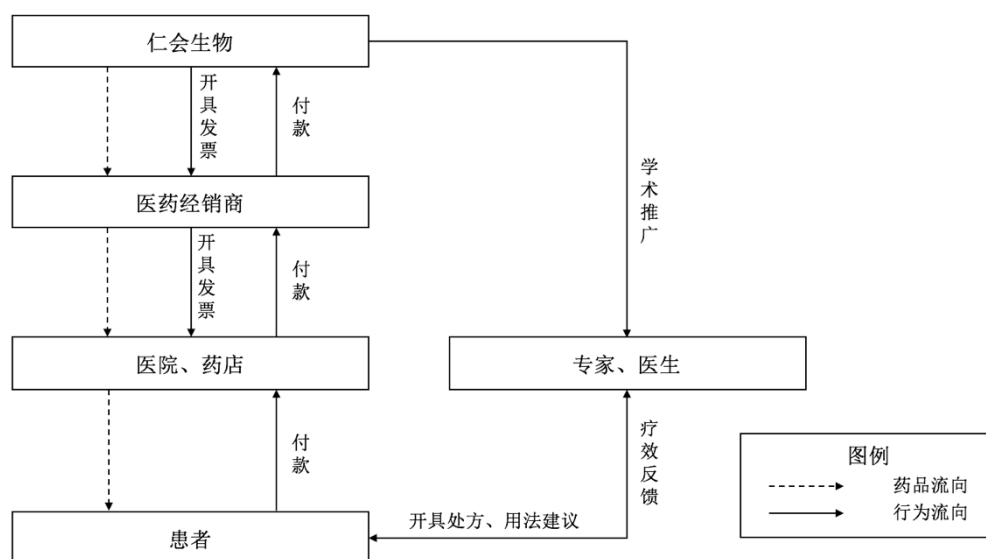 仁会生物
开具发票
付款
学术推广
医药经销商
开具发票
付款
医院、药店
专家、医生
付款
疗效反馈
开具处方、用法建议
患者
图例
药品流向
行为流向